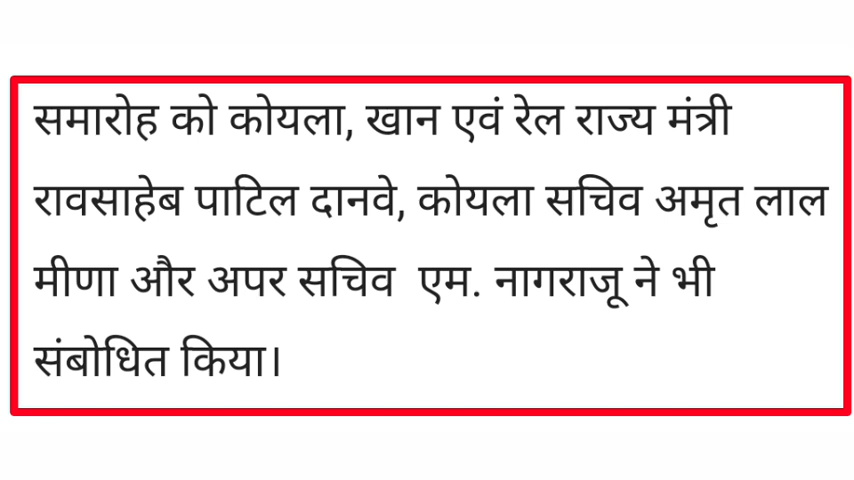 समारोह को कोयला, खान एवं रेल राज्य मंत्री
रावसाहेब पाटिल दानवे, कोयला सचिव अमृत लाल
मीणा और अपर सचिव  एम. नागराजू ने भी
संबोधित किया।